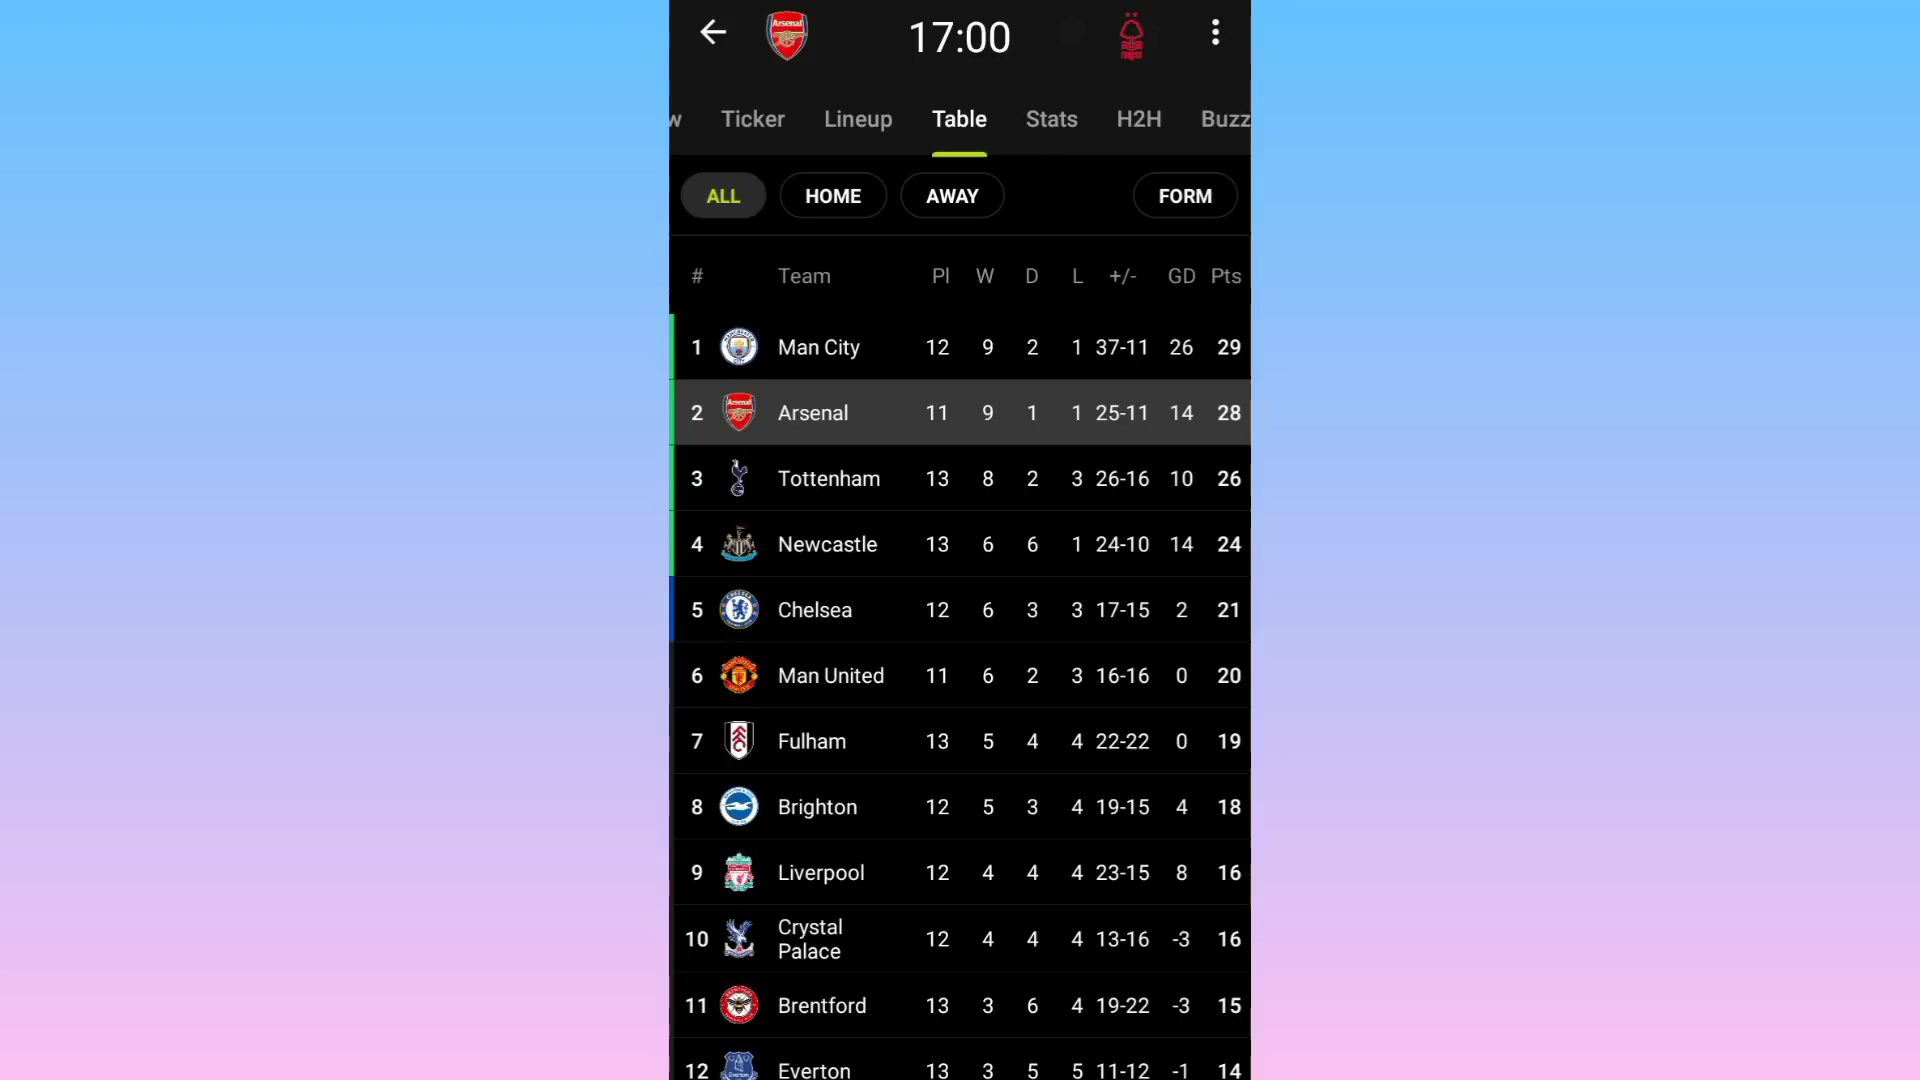 17:00
w Ticker Lineup Table Stats H2H Buzz
ALL HOME AWAY FORM
# Team Pl W D L +/- GD Pts
1 Man City 12 9 2 1 37-11 26 29
2 Arsenal 11 9 1 1 25-11 14 28
3 Tottenham 13 8 2 3 26-16 10 26
4 Newcastle 13 6 6 1 24-10 14 24
5 Chelsea 12 6 3 3 17-15 2 21
6 Man United 11 6 2 3 16-16 0 20
7 Fulham 13 5 4 4 22-22 0 19
8 Brighton 12 5 3 4 19-15 4 18
9 Liverpool 12 4 4 4 23-15 8 16
10 Crystal Palace 12 4 4 4 13-16 -3 16
11 Brentford 13 3 6 4 19-22 -3 15
12 Everton 13 3 5 5 11-12 -1 14